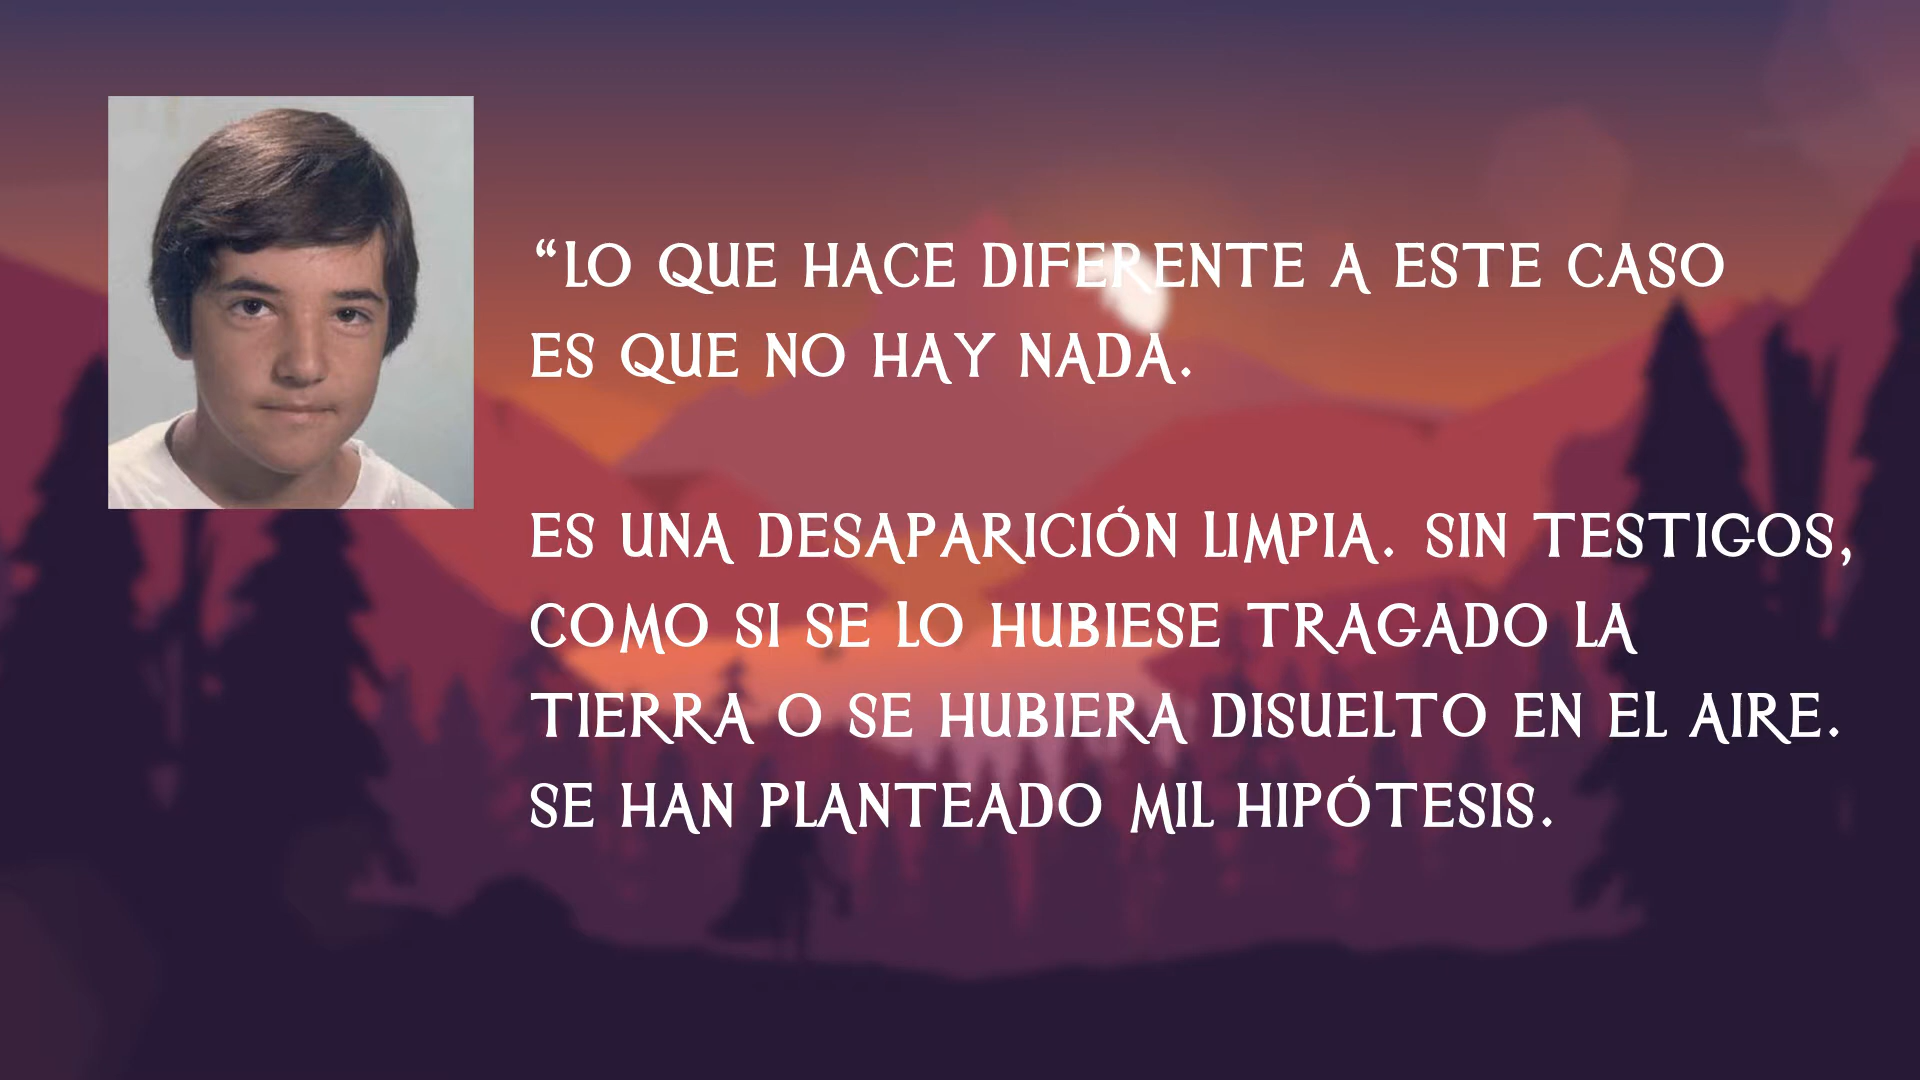 “LO QUE HACE DIFERENTE A ESTE CASO
ES QUE NO HAY NADA.
ES UNA DESAPARICIÓN LIMPIA. SIN TESTIGOS,
COMO SI SE LO HUBIESE TRAGADO LA
TIERRA O SE HUBIERA DISUELTO EN EL AIRE.
SE HAN PLANTEADO MIL HIPÓTESIS.